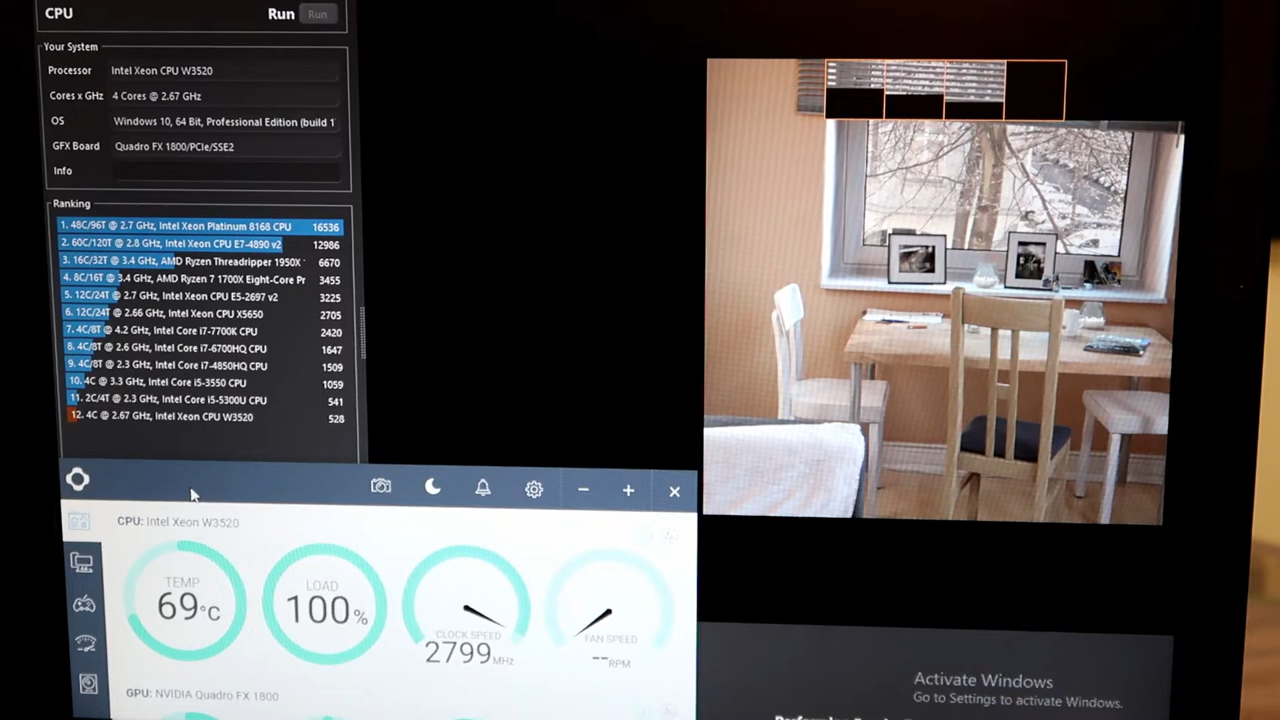 CPU
Run Run
Your System
Processor Intel Xeon CPU W3520
Cores x GHz 4 Cores @ 2.67 GHz
OS Windows 10, 64 Bit, Professional Edition (build 1
GFX Board Quadro FX 1800/PCIe/SSE2
Info
Ranking
1. 48C/96T @ 2.7 GHz, Intel Xeon Platinum 8168 CPU 16536
2. 60C/120T @ 2.8 GHz, Intel Xeon CPU E7-4890 v2 12986
3. 16C/32T @ 3.4 GHz, AMD Ryzen Threadripper 1950X 6670
4. 8C/16T @ 3.4 GHz, AMD Ryzen 7 1700X Eight-Core Pr 3455
5. 12C/24T @ 2.7 GHz, Intel Xeon CPU E5-2697 v2 3225
6. 12C/24T @ 2.66 GHz, Intel Xeon CPU X5650 2705
7. 4C/8T @ 4.2 GHz, Intel Core i7-7700K CPU 2420
8. 4C/8T @ 2.6 GHz, Intel Core i7-6700HQ CPU 1647
9. 4C/8T @ 2.3 GHz, Intel Core i7-4850HQ CPU 1509
10. 4C @ 3.3 GHz, Intel Core i5-3550 CPU 1059
11. 2C/4T @ 2.3 GHz, Intel Core i5-5300U CPU 541
12. 4C @ 2.67 GHz, Intel Xeon CPU W3520 528
CPU: Intel Xeon W3520
TEMP
69°C
LOAD
100%
CLOCK SPEED
2799 MHz
FAN SPEED
-- RPM
GPU: NVIDIA Quadro FX 1800
Activate Windows
Go to Settings to activate Windows.